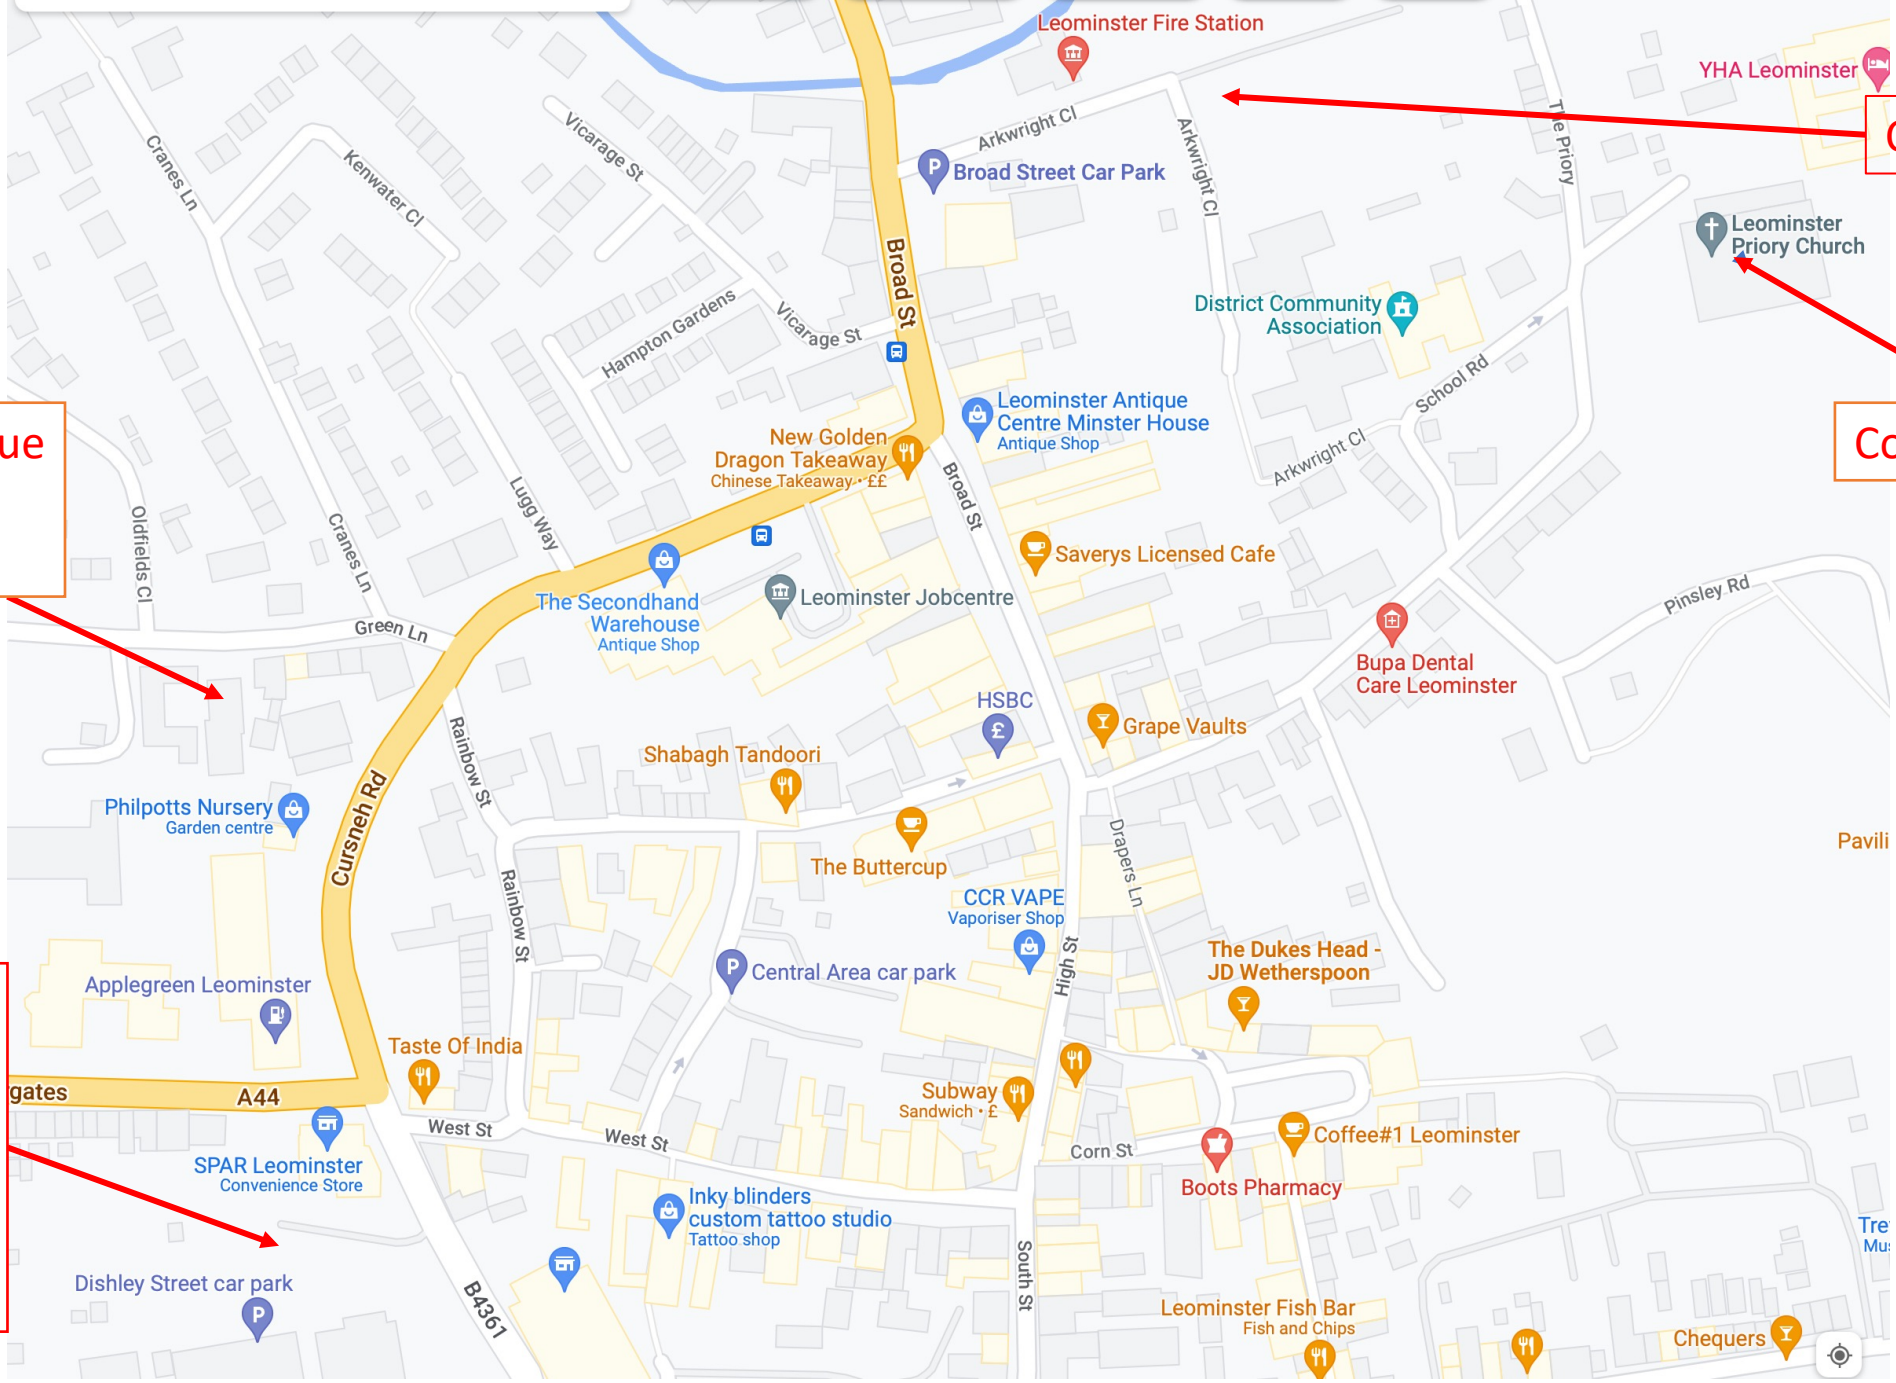 Leominster Fire Station
YHA Leominster
Cranes Ln
Kenwater Cl
Vicarage St
Arkwright Cl
Arkwright Cl
The Priory
Broad Street Car Park
Leominster
Priory Church
Broad St
Hampton Gardens
Vicarage St
District Community
Association
School Rd
Leominster Antique
Centre Minster House
Antique Shop
New Golden
Dragon Takeaway
Chinese Takeaway · ££
ue
Co
Arkwright Cl
Broad St
Lugg Way
Oldfields Cl
Cranes Ln
Saverys Licensed Cafe
The Secondhand
Warehouse
Antique Shop
Leominster Jobcentre
Pinsley Rd
Green Ln
Bupa Dental
Care Leominster
HSBC
Grape Vaults
Rainbow St
Shabagh Tandoori
Philpotts Nursery
Garden centre
Cursneh Rd
The Buttercup
Drapers Ln
Pavili
CCR VAPE
Vaporiser Shop
Rainbow St
High St
The Dukes Head -
JD Wetherspoon
Central Area car park
Applegreen Leominster
Taste Of India
gates
A44
Subway
Sandwich · £
West St
West St
Corn St
Coffee#1 Leominster
SPAR Leominster
Convenience Store
Boots Pharmacy
Inky blinders
custom tattoo studio
Tattoo shop
Tre
Mus
South St
Dishley Street car park
B4361
Leominster Fish Bar
Fish and Chips
Chequers